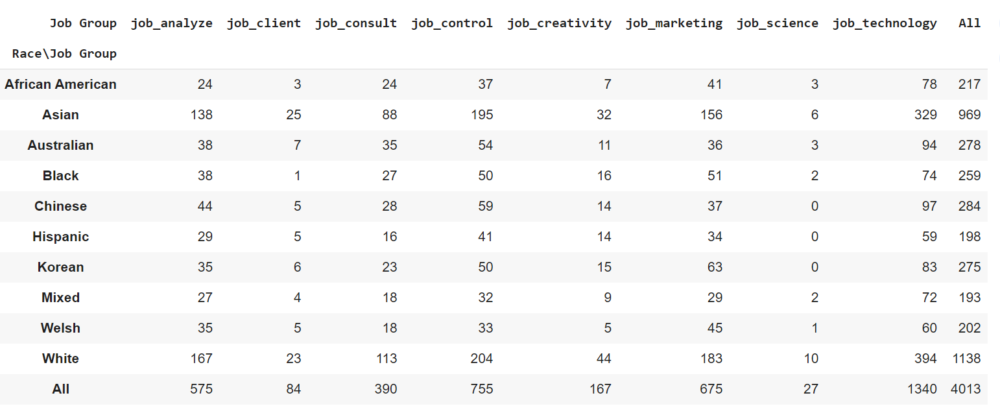 Job Group job_analyze job_client job_consult job_control job_creativity job_marketing job_science job_technology All
Race\Job Group
African American 24 3 24 37 7 41 3 78 217
Asian 138 25 88 195 32 156 6 329 969
Australian 38 7 35 54 11 36 3 94 278
Black 38 1 27 50 16 51 2 74 259
Chinese 44 5 28 59 14 37 0 97 284
Hispanic 29 5 16 41 14 34 0 59 198
Korean 35 6 23 50 15 63 0 83 275
Mixed 27 4 18 32 9 29 2 72 193
Welsh 35 5 18 33 5 45 1 60 202
White 167 23 113 204 44 183 10 394 1138
All 575 84 390 755 167 675 27 1340 4013